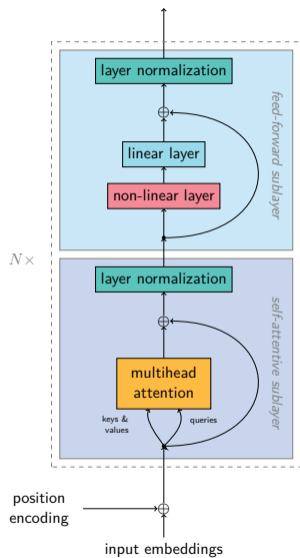 layer normalization
feed-forward sublayer
linear layer
non-linear layer
N×
layer normalization
self-attentive sublayer
multihead
attention
keys &
values
queries
position
encoding
input embeddings